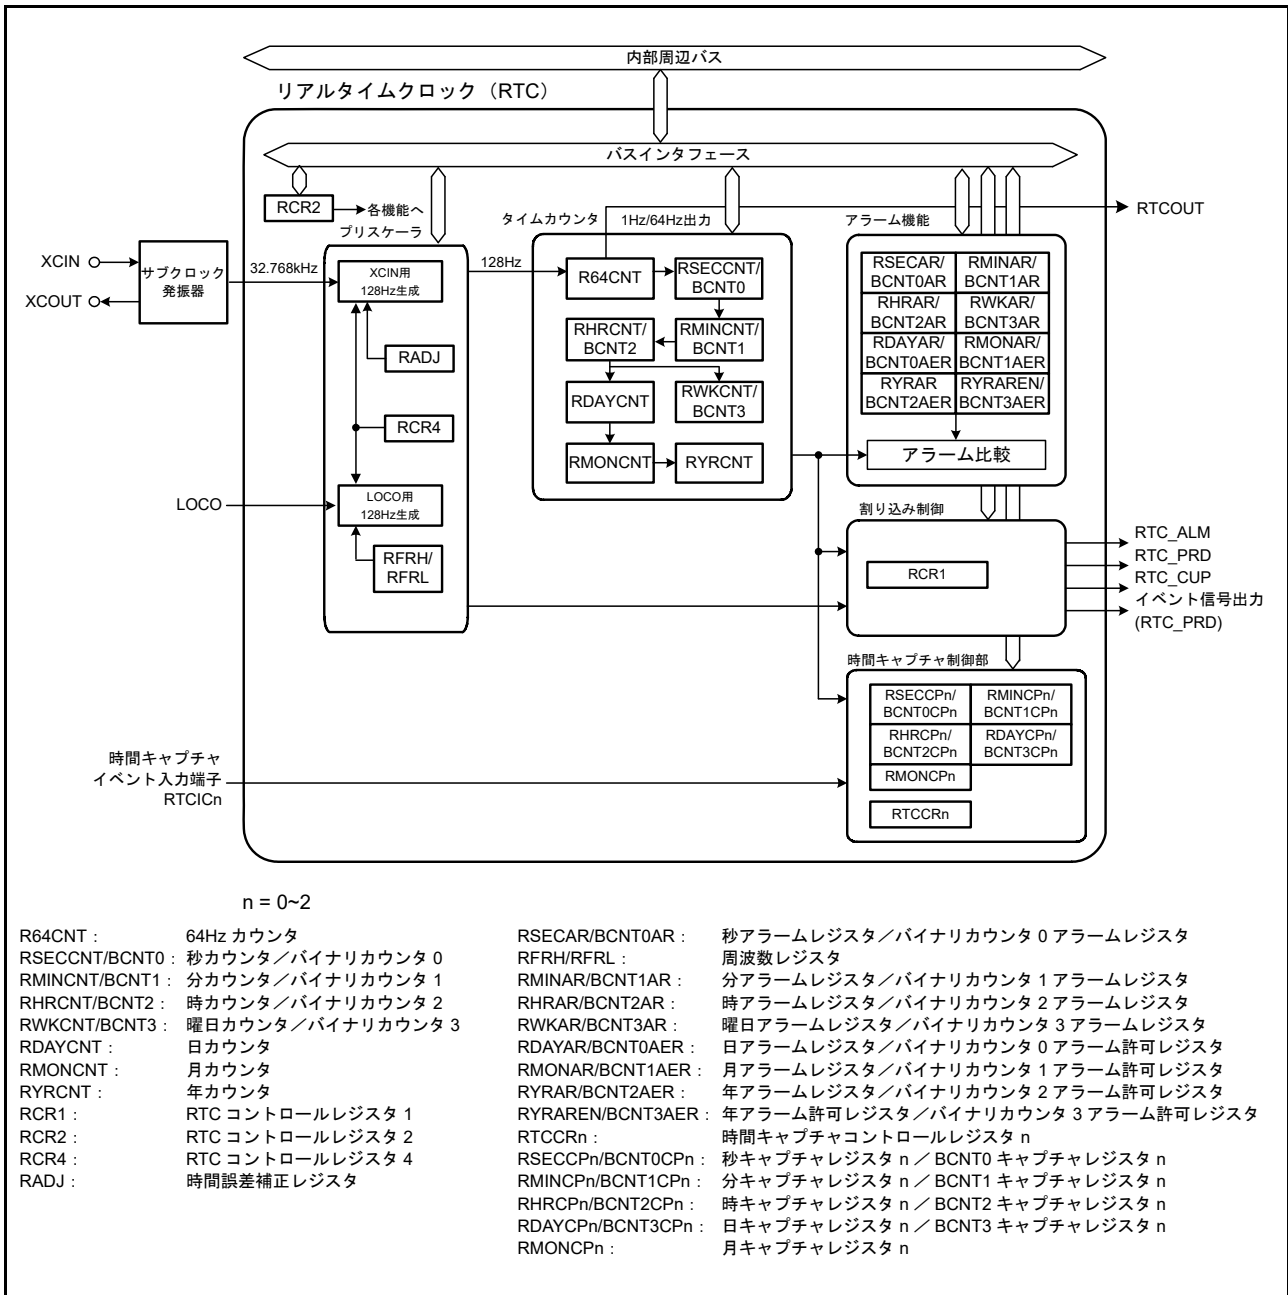 内部周辺バス
リアルタイムクロック（RTC）
バスインタフェース
RCR2
各機能へ
プリスケーラ
タイムカウンタ
1Hz/64Hz出力
アラーム機能
RTCOUT
XCIN
XCOUT
サブクロック
発振器
32.768kHz
XCIN用
128Hz生成
RADJ
RCR4
LOCO
LOCO用
128Hz生成
RFRH/
RFRL
128Hz
R64CNT
RSECCNT/
BCNT0
RHRCNT/
BCNT2
RMINCNT/
BCNT1
RDAYCNT
RWKCNT/
BCNT3
RMONCNT
RYRCNT
RSECAR/
BCNT0AR
RMINAR/
BCNT1AR
RHRAR/
BCNT2AR
RWKAR/
BCNT3AR
RDAYAR/
BCNT0AER
RMONAR/
BCNT1AER
RYRAR
BCNT2AER
RYRAREN/
BCNT3AER
アラーム比較
割り込み制御
RCR1
RTC_ALM
RTC_PRD
RTC_CUP
イベント信号出力
(RTC_PRD)
時間キャプチャ制御部
RSECCPn/
BCNT0CPn
RMINCPn/
BCNT1CPn
RHRCPn/
BCNT2CPn
RDAYCPn/
BCNT3CPn
RMONCPn
RTCCRn
時間キャプチャ
イベント入力端子
RTCICn
n = 0~2
R64CNT： 64Hz カウンタ
RSECCNT/BCNT0： 秒カウンタ／バイナリカウンタ 0
RMINCNT/BCNT1： 分カウンタ／バイナリカウンタ 1
RHRCNT/BCNT2： 時カウンタ／バイナリカウンタ 2
RWKCNT/BCNT3： 曜日カウンタ／バイナリカウンタ 3
RDAYCNT： 日カウンタ
RMONCNT： 月カウンタ
RYRCNT： 年カウンタ
RCR1： RTC コントロールレジスタ 1
RCR2： RTC コントロールレジスタ 2
RCR4： RTC コントロールレジスタ 4
RADJ： 時間誤差補正レジスタ
RSECAR/BCNT0AR： 秒アラームレジスタ／バイナリカウンタ 0 アラームレジスタ
RFRH/RFRL： 周波数レジスタ
RMINAR/BCNT1AR： 分アラームレジスタ／バイナリカウンタ 1 アラームレジスタ
RHRAR/BCNT2AR： 時アラームレジスタ／バイナリカウンタ 2 アラームレジスタ
RWKAR/BCNT3AR： 曜日アラームレジスタ／バイナリカウンタ 3 アラームレジスタ
RDAYAR/BCNT0AER： 日アラームレジスタ／バイナリカウンタ 0 アラーム許可レジスタ
RMONAR/BCNT1AER： 月アラームレジスタ／バイナリカウンタ 1 アラーム許可レジスタ
RYRAR/BCNT2AER： 年アラームレジスタ／バイナリカウンタ 2 アラーム許可レジスタ
RYRAREN/BCNT3AER： 年アラーム許可レジスタ／バイナリカウンタ 3 アラーム許可レジスタ
RTCCRn： 時間キャプチャコントロールレジスタ n
RSECCPn/BCNT0CPn： 秒キャプチャレジスタ n ／ BCNT0 キャプチャレジスタ n
RMINCPn/BCNT1CPn： 分キャプチャレジスタ n ／ BCNT1 キャプチャレジスタ n
RHRCPn/BCNT2CPn： 時キャプチャレジスタ n ／ BCNT2 キャプチャレジスタ n
RDAYCPn/BCNT3CPn： 日キャプチャレジスタ n ／ BCNT3 キャプチャレジスタ n
RMONCPn： 月キャプチャレジスタ n